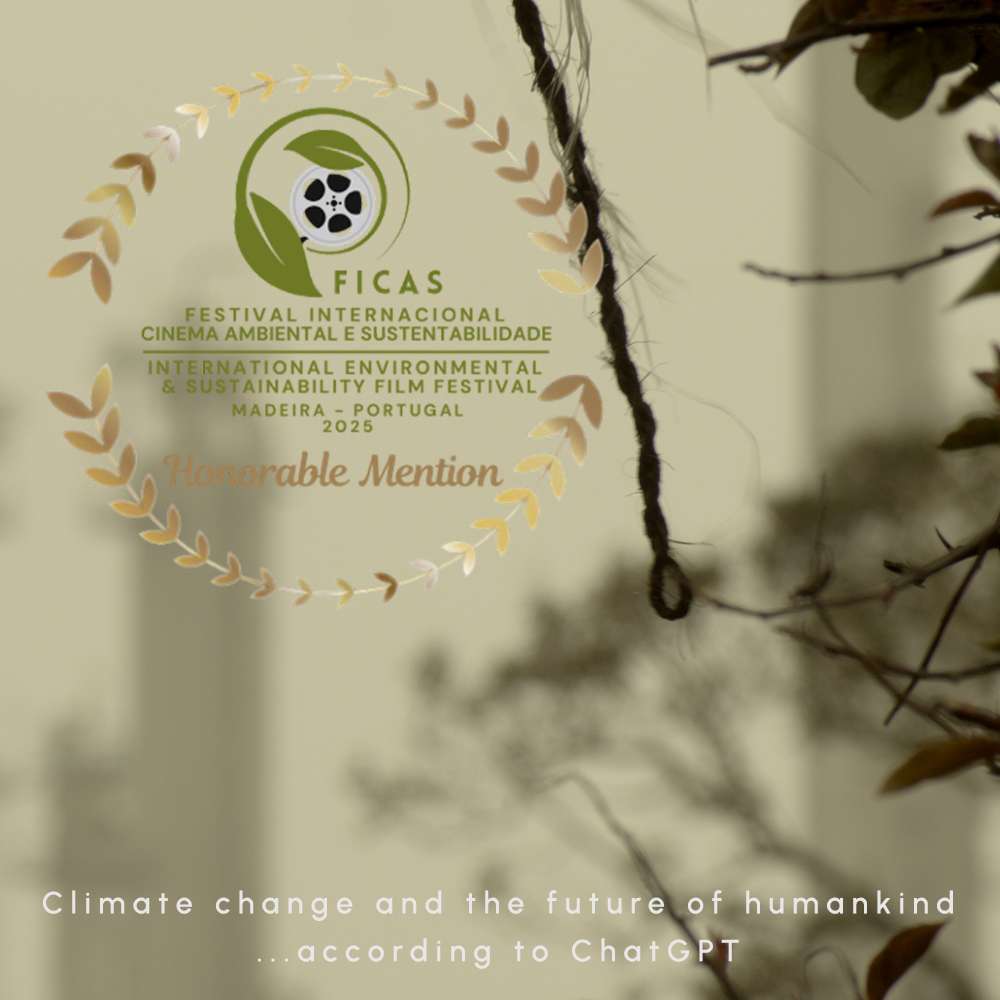 FICAS
FESTIVAL INTERNACIONAL
CINEMA AMBIENTAL E SUSTENTABILIDADE
INTERNATIONAL ENVIRONMENTAL
& SUSTAINABILITY FILM FESTIVAL
MADEIRA - PORTUGAL
2025
Honorable Mention
Climate change and the future of humankind
...according to ChatGPT